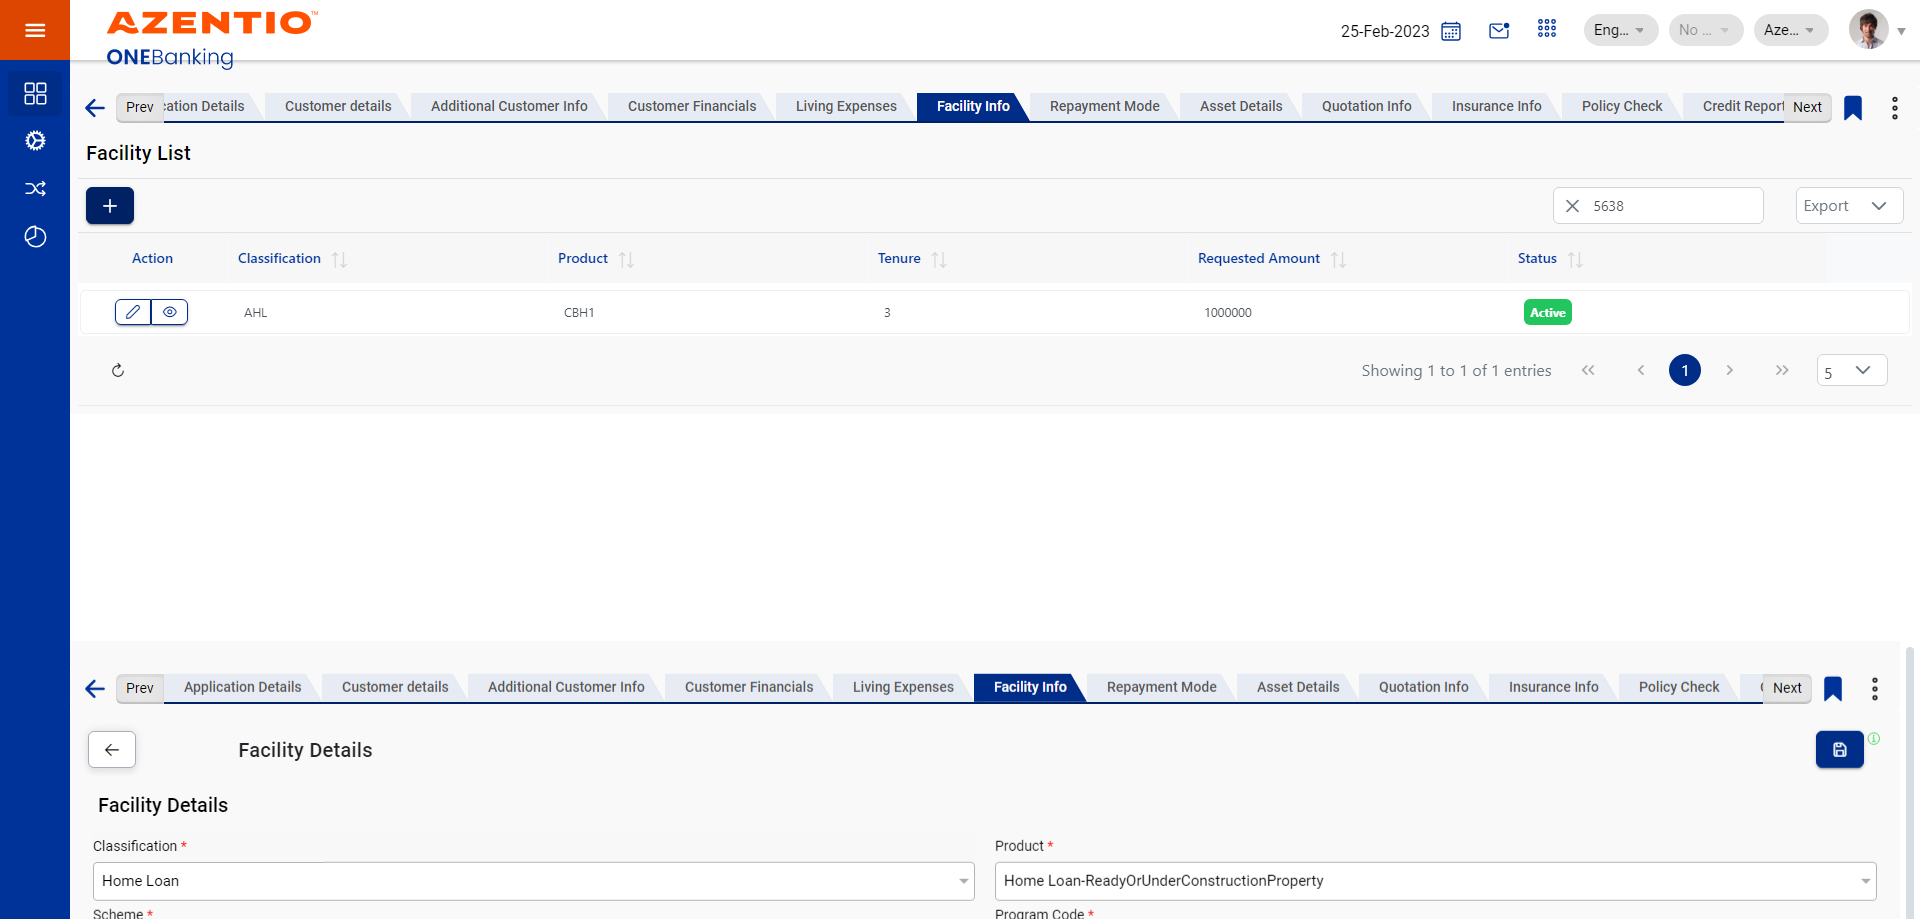 AZENTIO™
ONEBanking
25-Feb-2023
Eng...
No ...
Aze...
Prev
cation Details
Customer details
Additional Customer Info
Customer Financials
Living Expenses
Facility Info
Repayment Mode
Asset Details
Quotation Info
Insurance Info
Policy Check
Credit Report
Next
Facility List
+
5638
Export
Action
Classification
Product
Tenure
Requested Amount
Status
AHL
CBH1
3
1000000
Active
Showing 1 to 1 of 1 entries
1
5
Prev
Application Details
Customer details
Additional Customer Info
Customer Financials
Living Expenses
Facility Info
Repayment Mode
Asset Details
Quotation Info
Insurance Info
Policy Check
Next
Facility Details
Facility Details
Classification *
Product *
Home Loan
Home Loan-ReadyOrUnderConstructionProperty
Scheme *
Program Code *